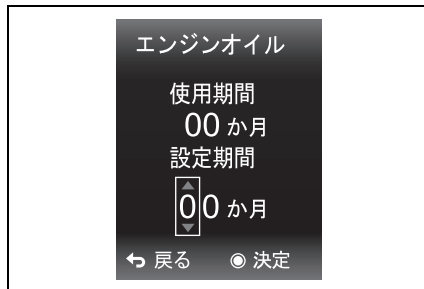 エンジンオイル
使用期間
00 か月
設定期間
00 か月
戻る ◉ 決定